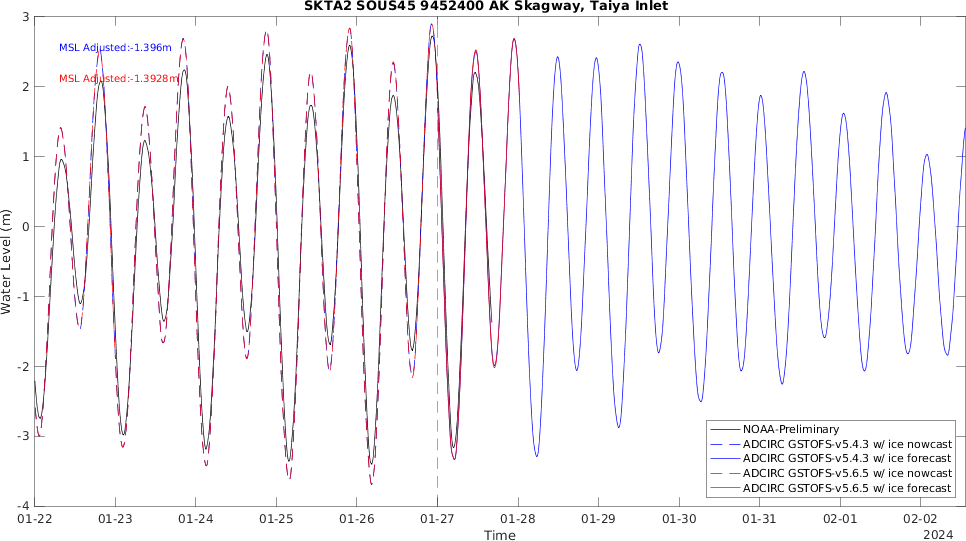 SKTA2 SOUS45 9452400 AK Skagway, Taiya Inlet
MSL Adjusted:-1.396m
MSL Adjusted:-1.3928m
3
2
1
0
-1
-2
-3
-4
Water Level (m)
01-22 01-23 01-24 01-25 01-26 01-27 01-28 01-29 01-30 01-31 02-01 02-02
Time
2024
NOAA-Preliminary
ADCIRC GSTOFS-v5.4.3 w/ ice nowcast
ADCIRC GSTOFS-v5.4.3 w/ ice forecast
ADCIRC GSTOFS-v5.6.5 w/ ice nowcast
ADCIRC GSTOFS-v5.6.5 w/ ice forecast